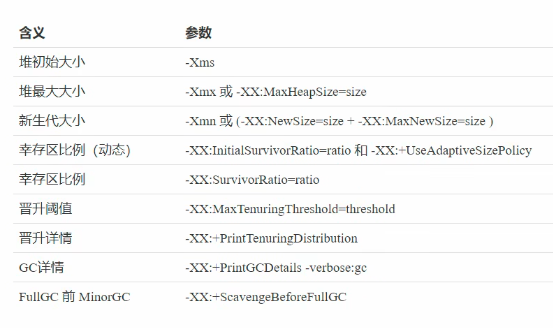 含义 参数
堆初始大小 -Xms
堆最大大小 -Xmx 或 -XX:MaxHeapSize=size
新生代大小 -Xmn 或 (-XX:NewSize=size + -XX:MaxNewSize=size )
幸存区比例（动态） -XX:InitialSurvivorRatio=ratio 和 -XX:+UseAdaptiveSizePolicy
幸存区比例 -XX:SurvivorRatio=ratio
晋升阈值 -XX:MaxTenuringThreshold=threshold
晋升详情 -XX:+PrintTenuringDistribution
GC详情 -XX:+PrintGCDetails -verbose:gc
FullGC 前 MinorGC -XX:+ScavengeBeforeFullGC